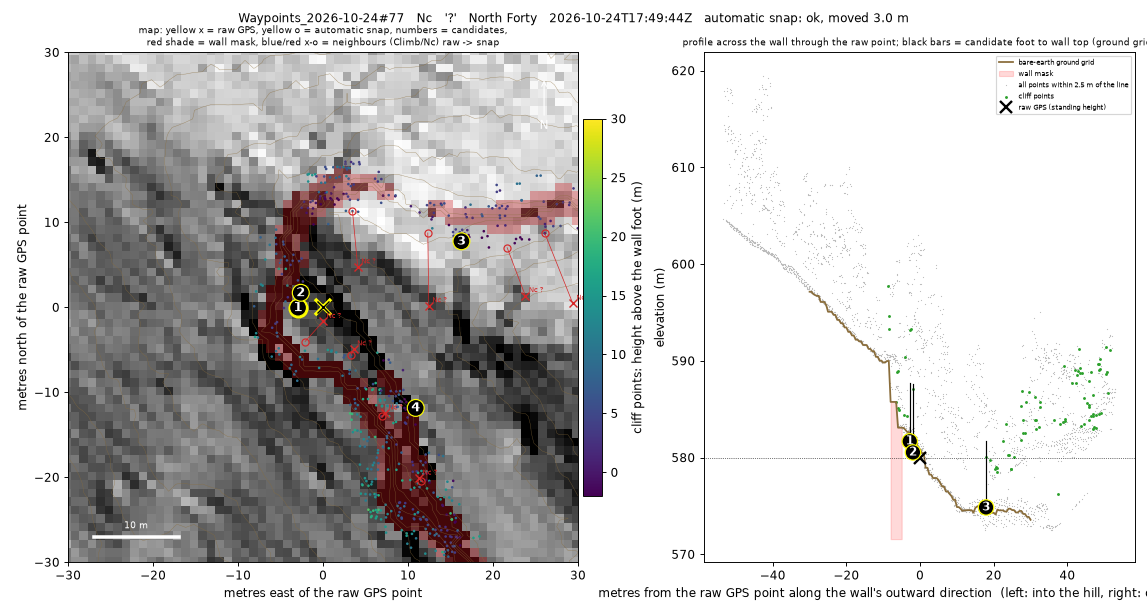 Waypoints_2026-10-24#77 Nc '?' North Forty 2026-10-24T17:49:44Z automatic snap: ok, moved 3.0 m
map: yellow x = raw GPS, yellow o = automatic snap, numbers = candidates,
red shade = wall mask, blue/red x-o = neighbours (Climb/Nc) raw -> snap
profile across the wall through the raw point; black bars = candidate foot to wall top (ground gri
30
20
10
0
−10
−20
−30
−30
−20
−10
0
10
20
30
metres north of the raw GPS point
metres east of the raw GPS point
10 m
1
2
3
4
Nc ?
Nc ?
30
25
20
15
10
5
0
cliff points: height above the wall foot (m)
bare-earth ground grid
wall mask
all points within 2.5 m of the line
cliff points
raw GPS (standing height)
620
610
600
590
580
570
elevation (m)
1
2
3
−40
−20
0
20
40
metres from the raw GPS point along the wall's outward direction (left: into the hill, right: